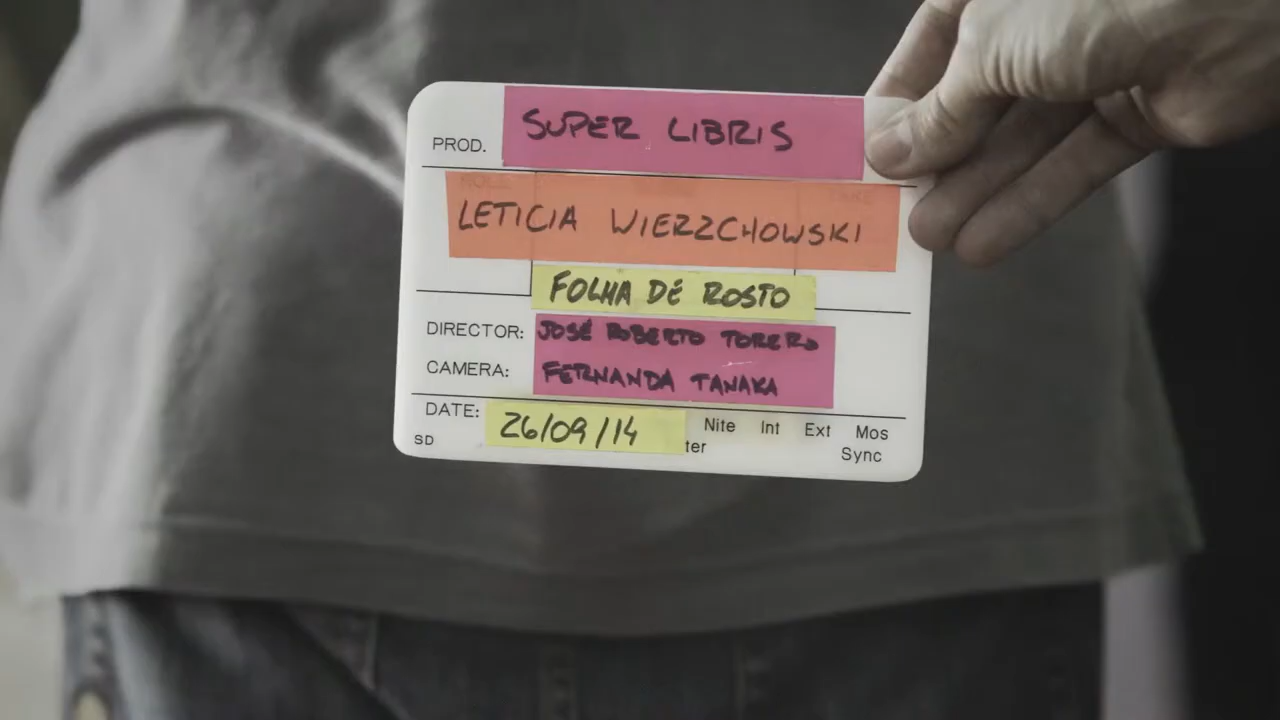 PROD. SUPER LIBRIS
LETICIA WIERZCHOWSKI
FOLHA DE ROSTO
DIRECTOR: JOSÉ ROBERTO TORERO
CAMERA: FERNANDA TANAKA
DATE: 26/09/14 Nite Int Ext Mos
SD ter Sync